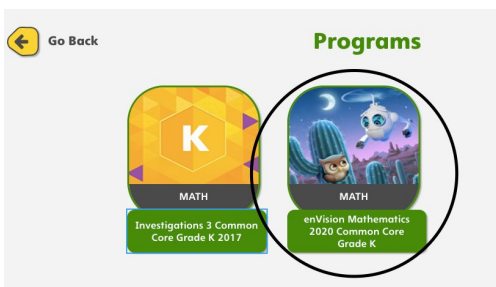 Go Back
Programs
K
MATH
Investigations 3 Common
Core Grade K 2017
MATH
enVision Mathematics
2020 Common Core
Grade K